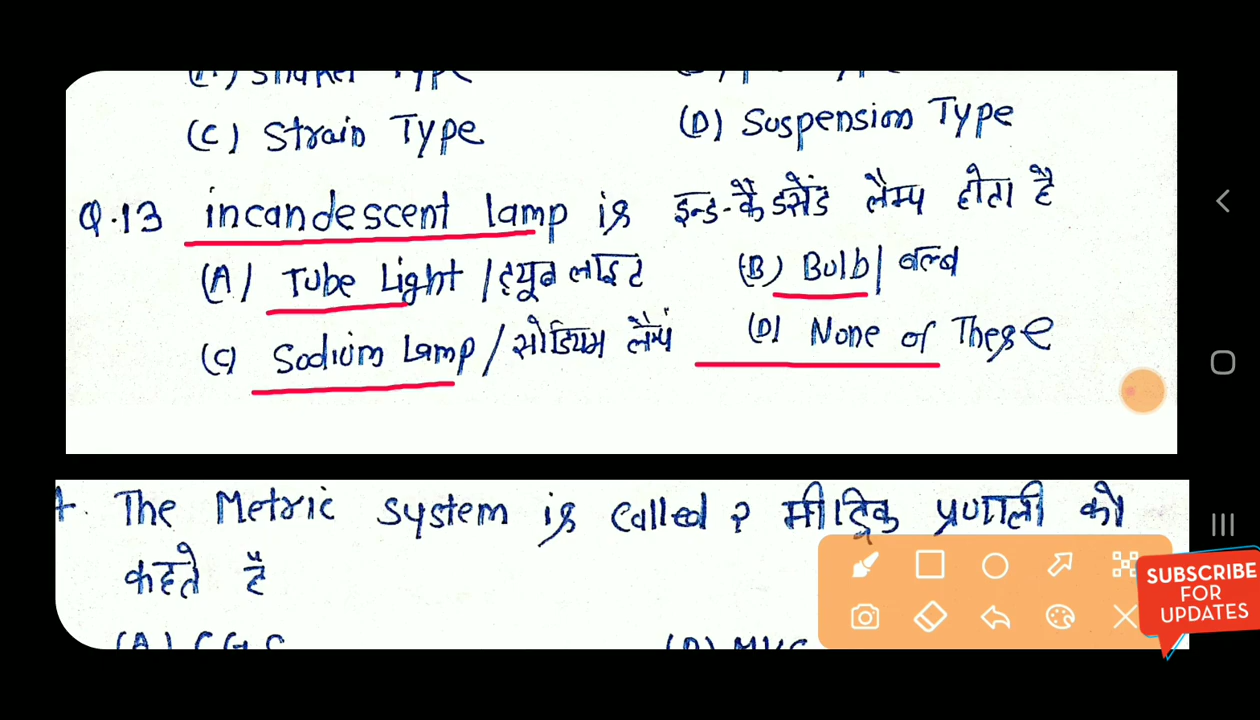 (C) Strain Type (D) Suspension Type
Q.13 incandescent lamp is इन्ड-कैडसेंड लैम्प होता है
(A) Tube Light / ट्यूब लाइट (B) Bulb / बल्ब
(C) Sodium Lamp / सोडियम लैंम्प (D) None of These
The Metric System is called ? मीट्रिक प्रणाली को
कहते है
(A) C G S
SUBSCRIBE
FOR
UPDATES